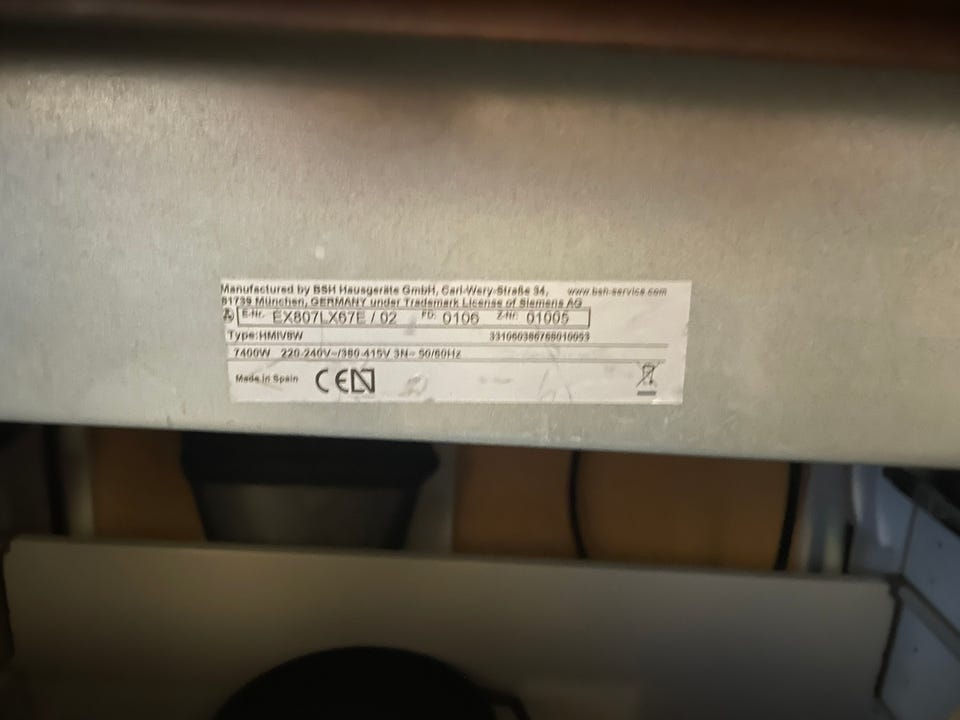 Manufactured by BSH Hausgeräte GmbH, Carl-Wery-Straße 34, www.bsh-service.com
81739 München, GERMANY under Trademark License of Siemens AG
E-Nr. EX807LX67E / 02 FD: 0106 Z-Nr. 01005
Type:HMIV8W 331060386768010053
7400W 220-240V~/380-415V 3N~ 50/60Hz
Made in Spain CE N